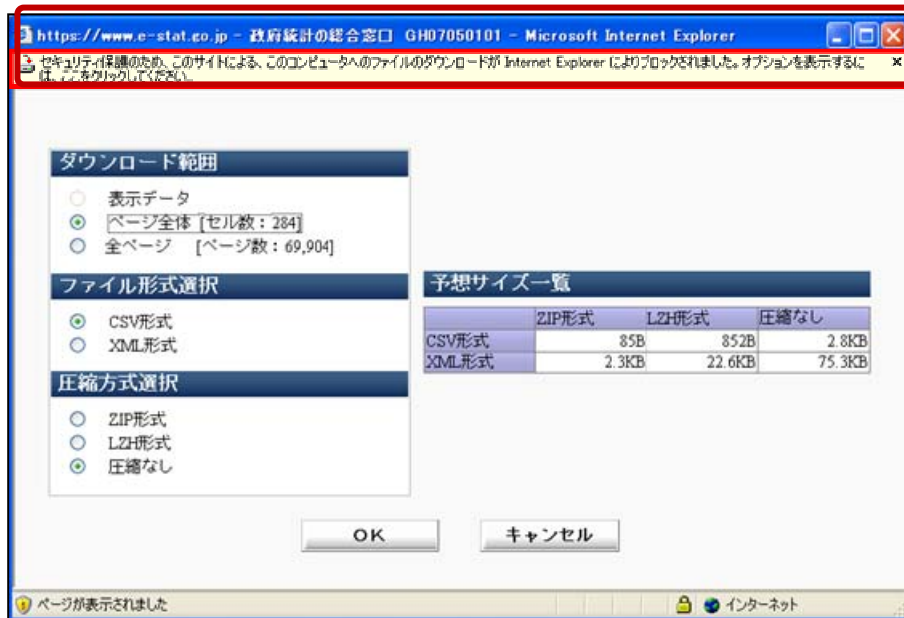 https://www.e-stat.go.jp - 政府統計の総合窓口 GH07050101 - Microsoft Internet Explorer
セキュリティ保護のため、このサイトによる、このコンピュータへのファイルのダウンロードが Internet Explorer によりブロックされました。オプションを表示するに
は、ここをクリックしてください...
ダウンロード範囲
表示データ
ページ全体 [セル数:284]
全ページ [ページ数:69,904]
ファイル形式選択
CSV形式
XML形式
圧縮方式選択
ZIP形式
LZH形式
圧縮なし
予想サイズ一覧
ZIP形式 LZH形式 圧縮なし
CSV形式 85B 852B 2.8KB
XML形式 2.3KB 22.6KB 75.3KB
OK キャンセル
ページが表示されました インターネット